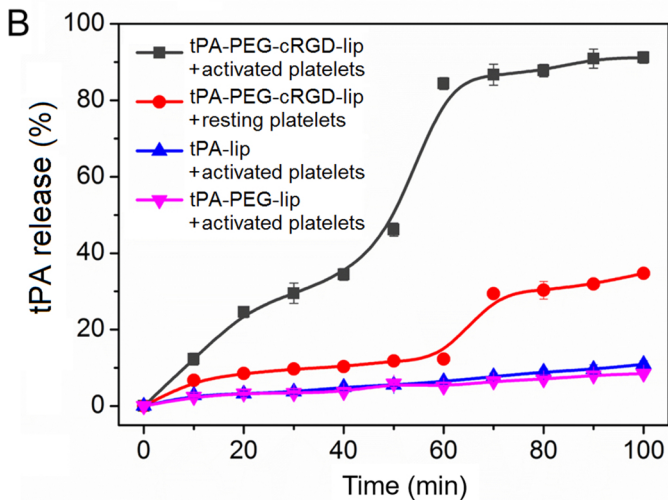 B
100
80
60
40
20
0
tPA release (%)
tPA-PEG-cRGD-lip
+activated platelets
tPA-PEG-cRGD-lip
+resting platelets
tPA-lip
+activated platelets
tPA-PEG-lip
+activated platelets
0 20 40 60 80 100
Time (min)